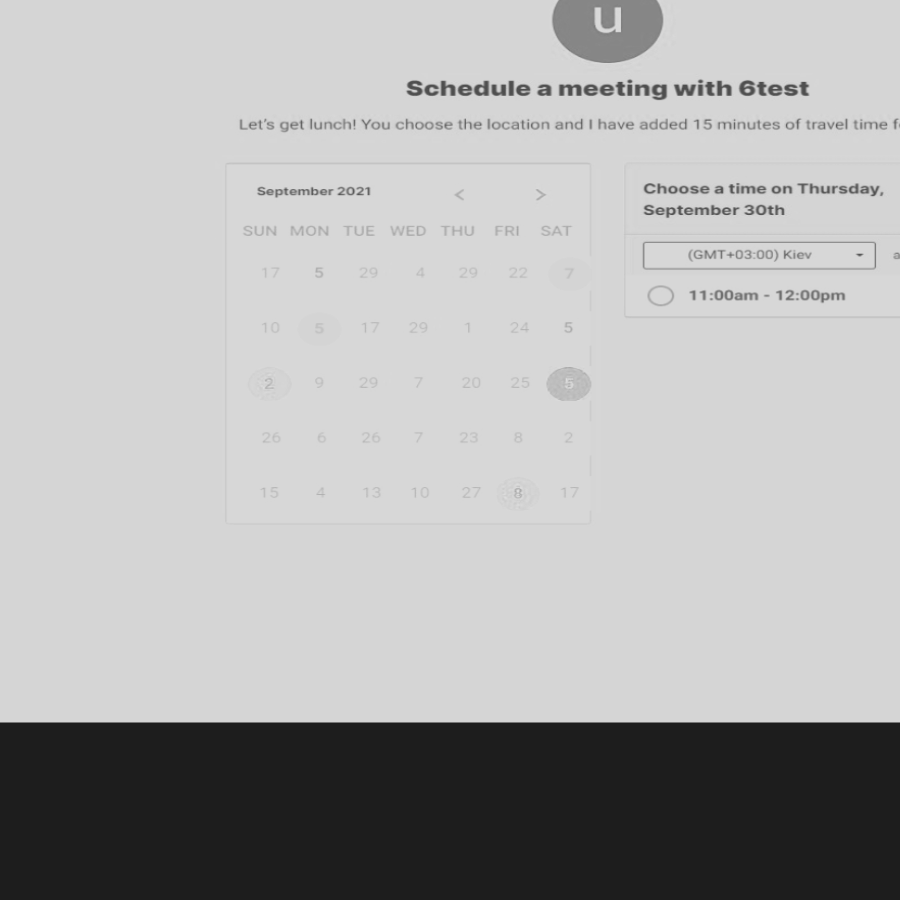 u
Schedule a meeting with 6test
Let's get lunch! You choose the location and I have added 15 minutes of travel time
September 2021 < >
SUN MON TUE WED THU FRI SAT
17 5 29 4 29 22 7
10 5 17 29 1 24 5
2 9 29 7 20 25 5
26 6 26 7 23 8 2
15 4 13 10 27 8 17
Choose a time on Thursday,
September 30th
(GMT+03:00) Kiev
11:00am - 12:00pm